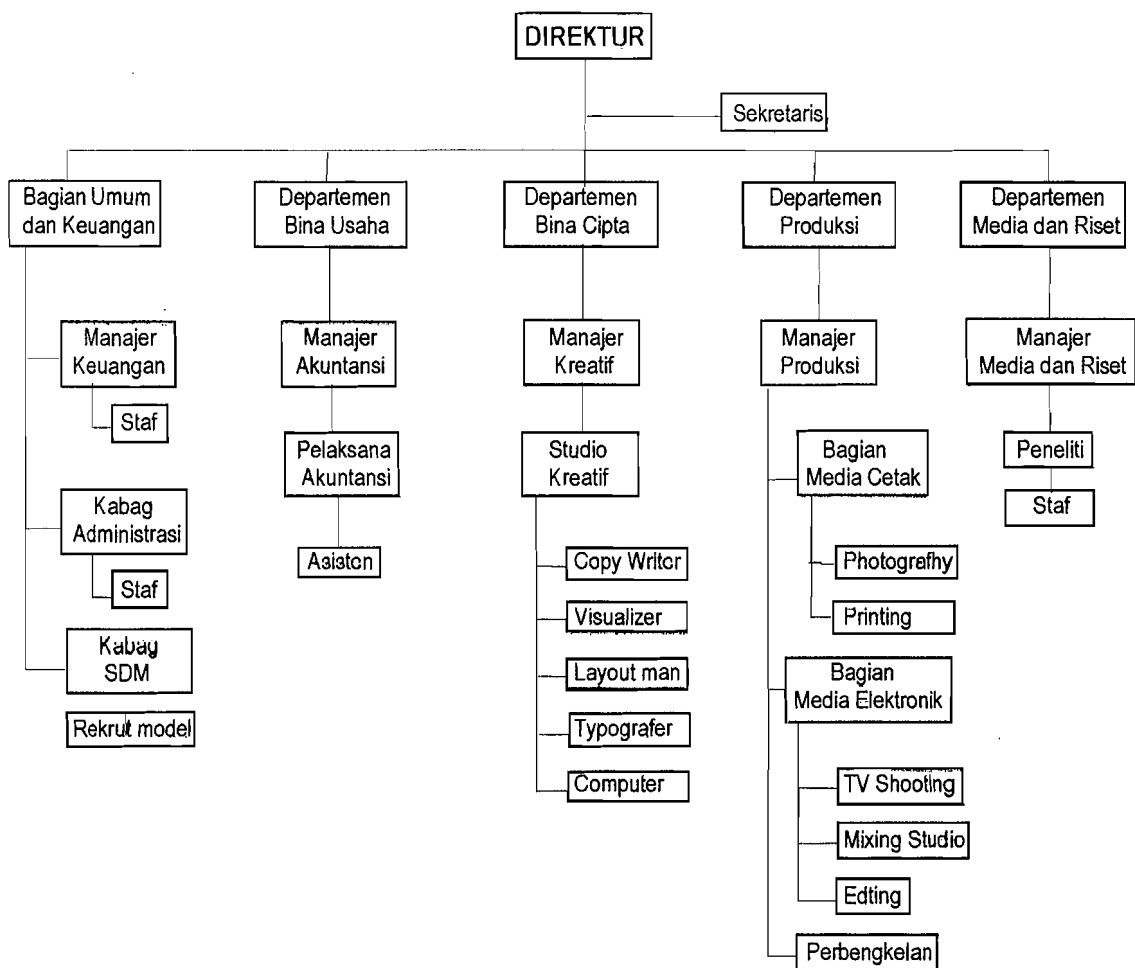 DIREKTUR
Sekretaris
Bagian Umum
dan Keuangan
Departemen
Bina Usaha
Departemen
Bina Cipta
Departemen
Produksi
Departemen
Media dan Riset
Manajer
Keuangan
Staf
Kabag
Administrasi
Staf
Kabag
SDM
Rekrut model
Manajer
Akuntansi
Pelaksana
Akuntansi
Asisten
Manajer
Kreatif
Studio
Kreatif
Copy Writer
Visualizer
Layout man
Typografer
Computer
Manajer
Produksi
Bagian
Media Cetak
Photografhy
Printing
Bagian
Media Elektronik
TV Shooting
Mixing Studio
Edting
Perbengkelan
Manajer
Media dan Riset
Peneliti
Staf